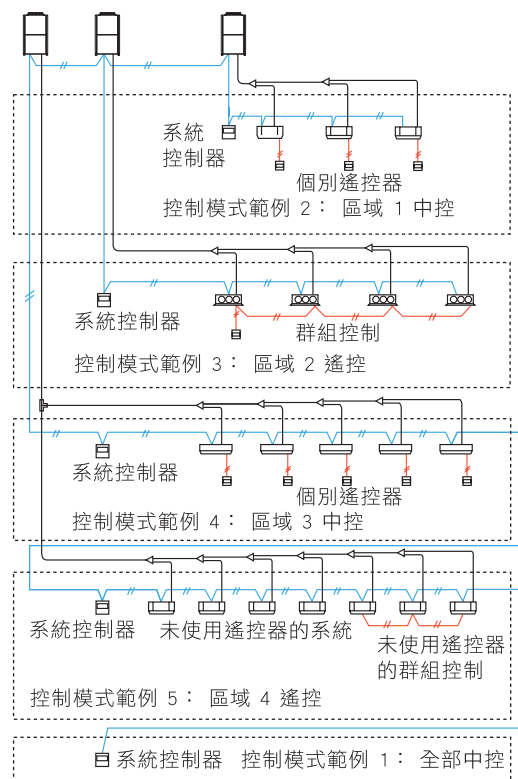 系統
控制器
個別遙控器
控制模式範例 2： 區域 1 中控
系統控制器
群組控制
控制模式範例 3： 區域 2 遙控
系統控制器
個別遙控器
控制模式範例 4： 區域 3 中控
系統控制器
未使用遙控器的系統
未使用遙控器
的群組控制
控制模式範例 5： 區域 4 遙控
系統控制器 控制模式範例 1： 全部中控